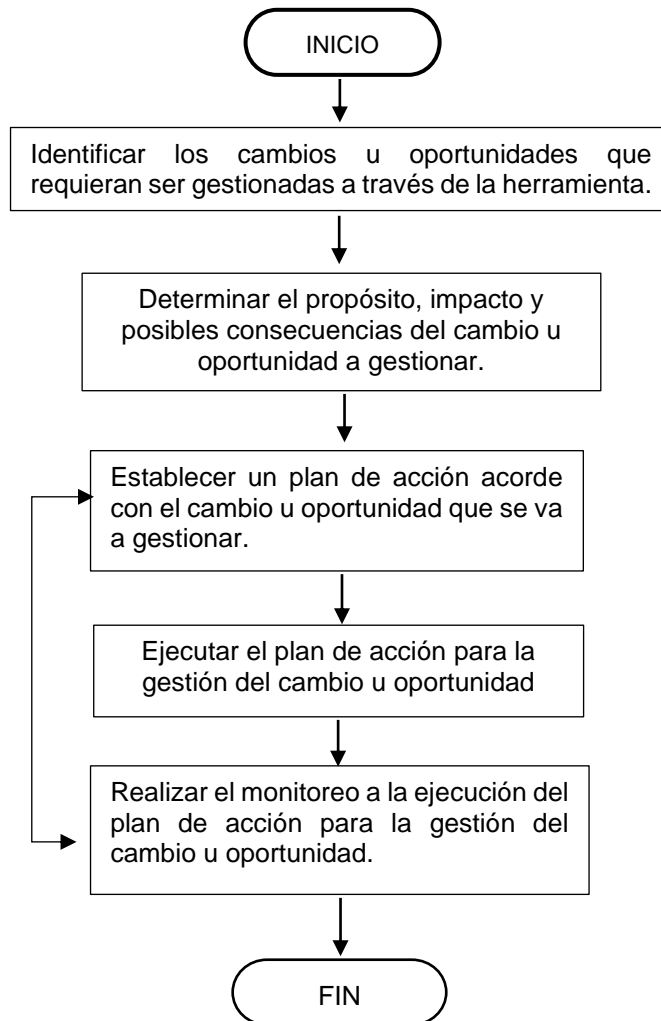 INICIO
Identificar los cambios u oportunidades que
requieran ser gestionadas a través de la herramienta.
Determinar el propósito, impacto y
posibles consecuencias del cambio u
oportunidad a gestionar.
Establecer un plan de acción acorde
con el cambio u oportunidad que se va
a gestionar.
Ejecutar el plan de acción para la
gestión del cambio u oportunidad
Realizar el monitoreo a la ejecución del
plan de acción para la gestión del
cambio u oportunidad.
FIN